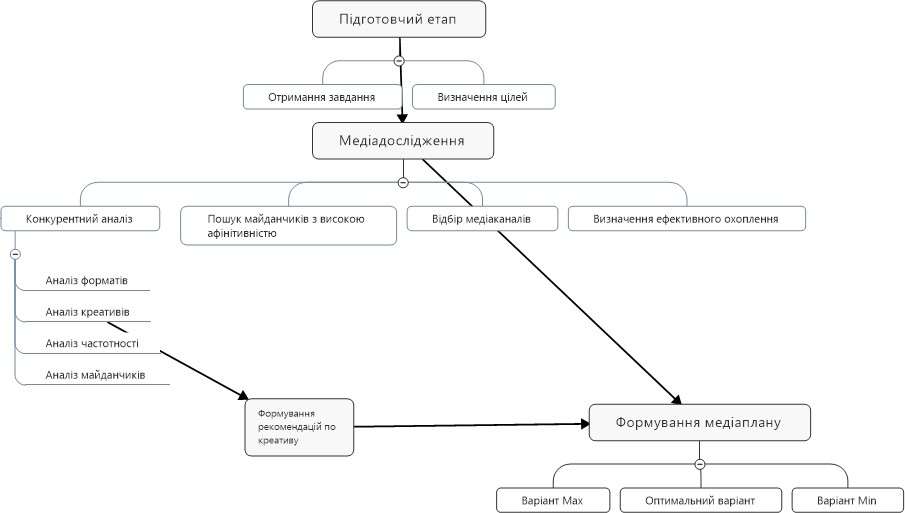 Підготовчий етап
Отримання завдання
Визначення цілей
Медіадослідження
Конкурентний аналіз
Пошук майданчиків з високою
афінітивністю
Відбір медіаканалів
Визначення ефективного охоплення
Аналіз форматів
Аналіз креативів
Аналіз частотності
Аналіз майданчиків
Формування
рекомендацій по
креативу
Формування медіаплану
Варіант Max
Оптимальний варіант
Варіант Min